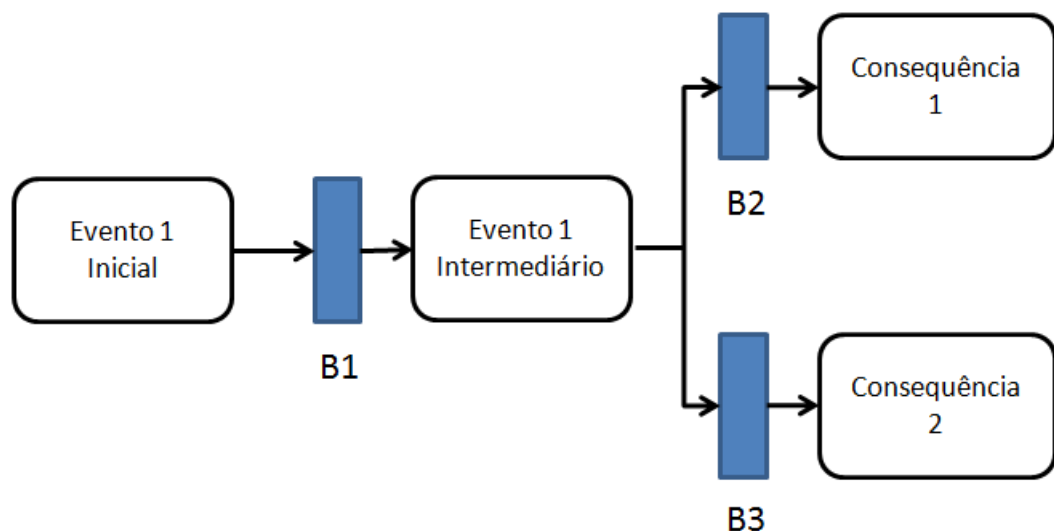 Evento 1
Inicial
B1
Evento 1
Intermediário
B2
Consequência
1
B3
Consequência
2